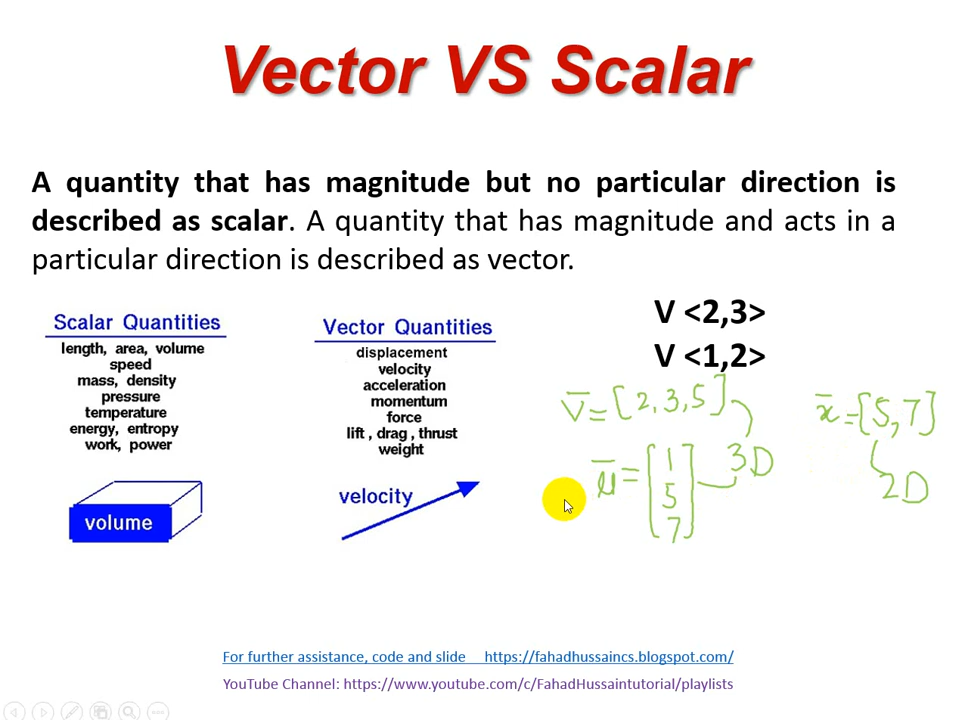 Vector VS Scalar
A quantity that has magnitude but no particular direction is
described as scalar. A quantity that has magnitude and acts in a
particular direction is described as vector.
Scalar Quantities
length, area, volume
speed
mass, density
pressure
temperature
energy, entropy
work, power
volume
Vector Quantities
displacement
velocity
acceleration
momentum
force
lift , drag , thrust
weight
velocity
V <2,3>
V <1,2>
v̅ = [2, 3, 5]
u̅ = [1
5
7]
3D
x̅ = [5, 7]
2D
For further assistance, code and slide https://fahadhussaincs.blogspot.com/
YouTube Channel: https://www.youtube.com/c/FahadHussaintutorial/playlists